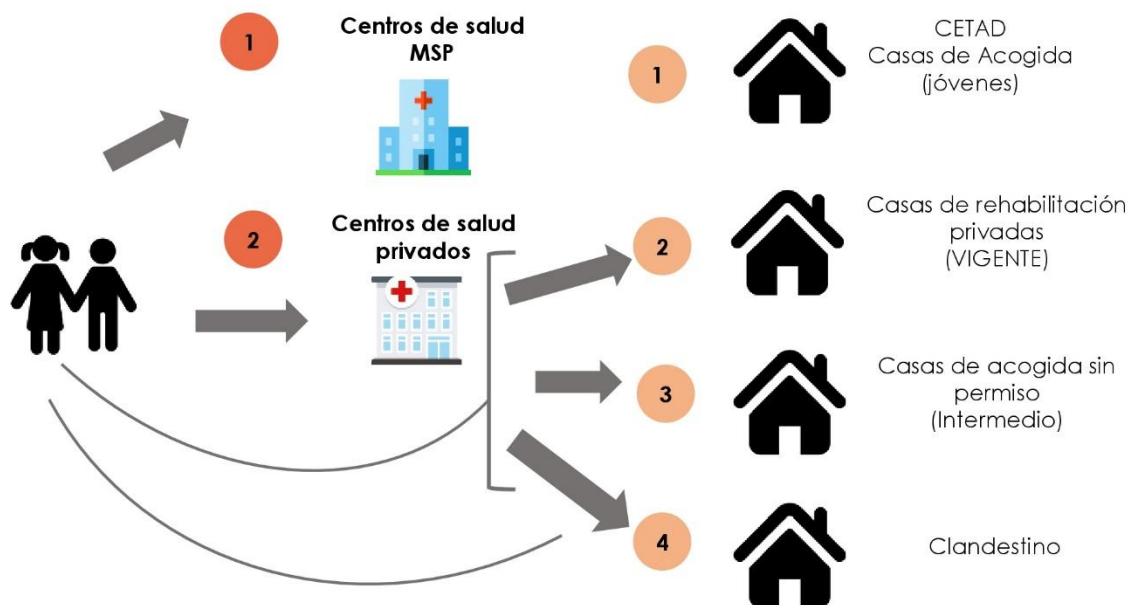 1
Centros de salud
MSP
2
Centros de salud
privados
1
CETAD
Casas de Acogida
(jóvenes)
2
Casas de rehabilitación
privadas
(VIGENTE)
3
Casas de acogida sin
permiso
(Intermedio)
4
Clandestino